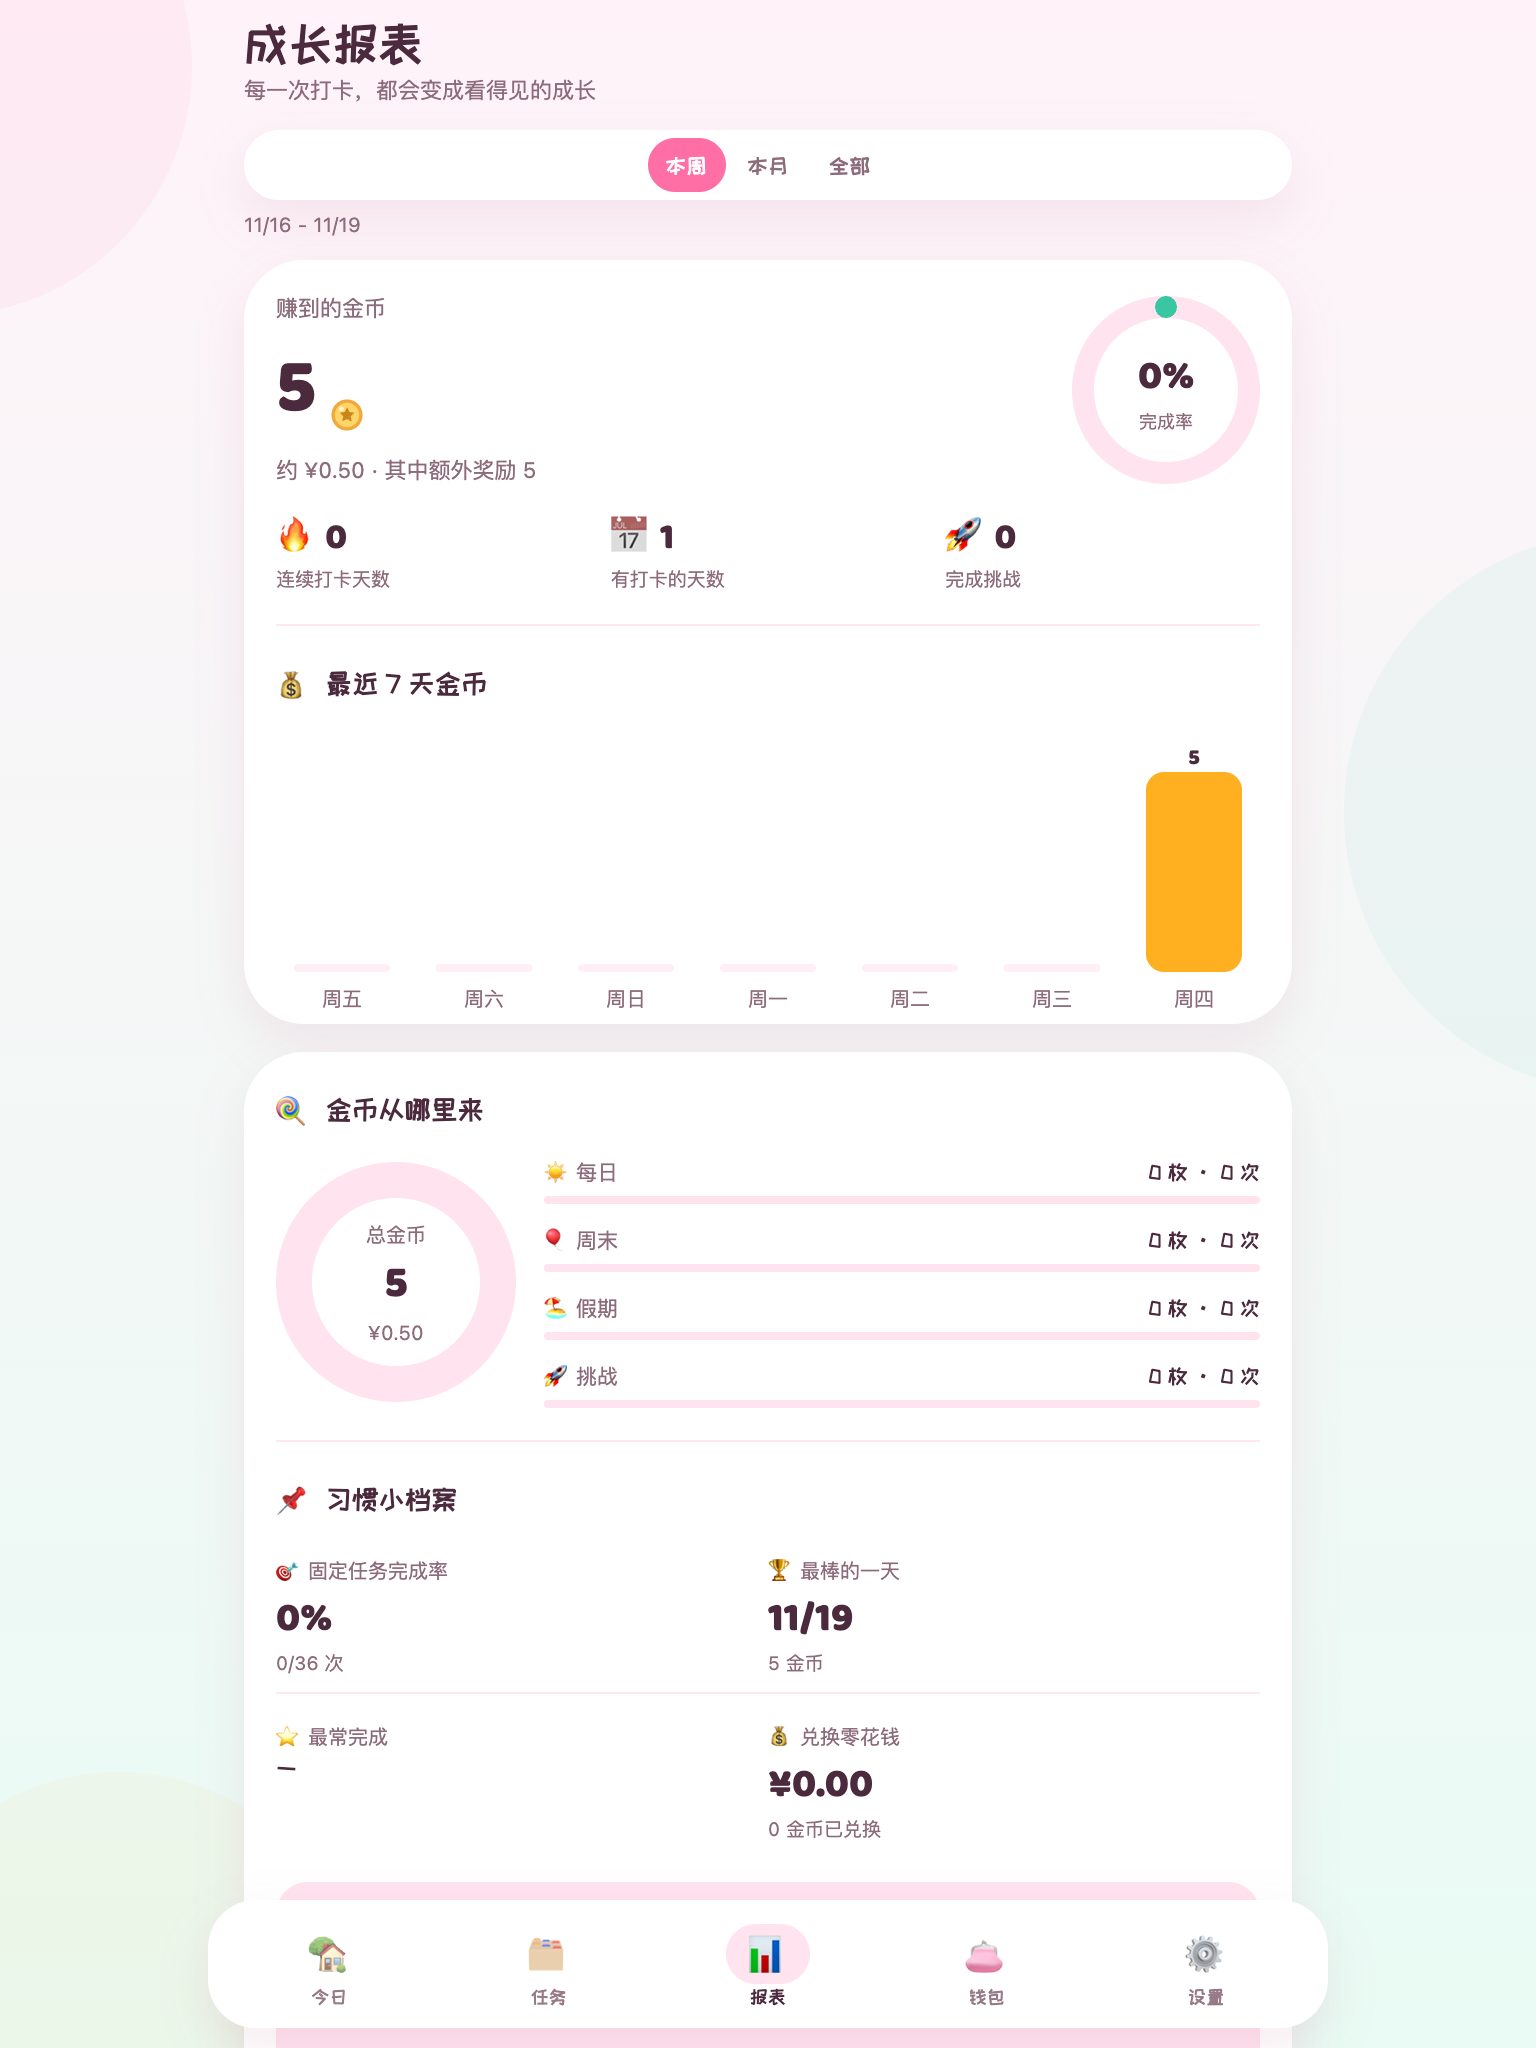 成长报表
每一次打卡，都会变成看得见的成长
本周 本月 全部
11/16 - 11/19
赚到的金币
5
约 ¥0.50 · 其中额外奖励 5
0%
完成率
0 1 0
连续打卡天数 有打卡的天数 完成挑战
最近 7 天金币
5
周五 周六 周日 周一 周二 周三 周四
金币从哪里来
总金币
5
¥0.50
每日 0 枚 · 0 次
周末 0 枚 · 0 次
假期 0 枚 · 0 次
挑战 0 枚 · 0 次
习惯小档案
固定任务完成率
0%
0/36 次
最棒的一天
11/19
5 金币
最常完成
—
兑换零花钱
¥0.00
0 金币已兑换
今日 任务 报表 钱包 设置